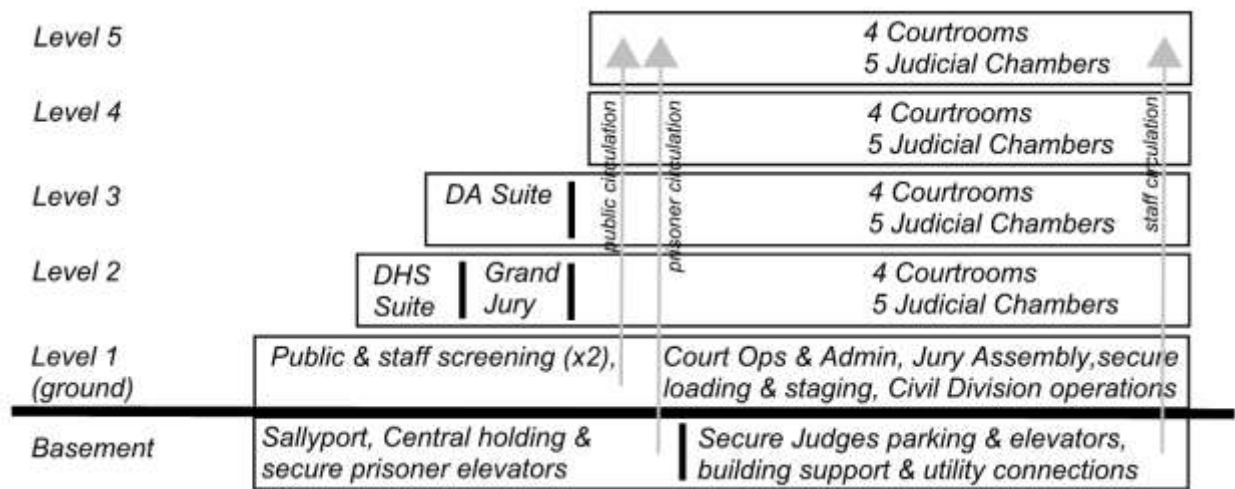 Level 5
4 Courtrooms
5 Judicial Chambers
Level 4
4 Courtrooms
5 Judicial Chambers
Level 3
DA Suite
4 Courtrooms
5 Judicial Chambers
Level 2
DHS
Suite
Grand
Jury
4 Courtrooms
5 Judicial Chambers
public circulation
prisoner circulation
staff circulation
Level 1
(ground)
Public & staff screening (x2),
Court Ops & Admin, Jury Assembly,secure
loading & staging, Civil Division operations
Basement
Sallyport, Central holding &
secure prisoner elevators
Secure Judges parking & elevators,
building support & utility connections